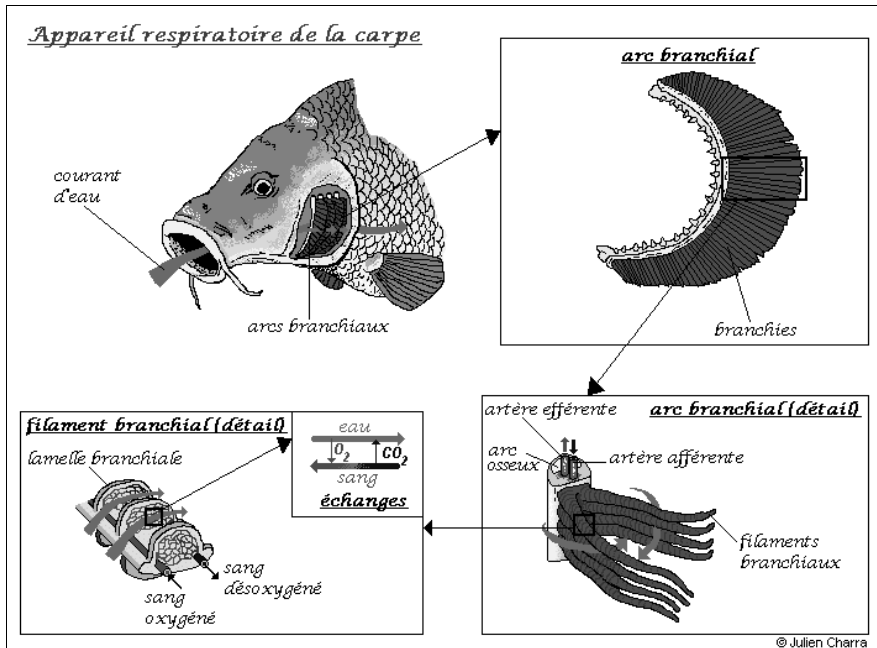 Appareil respiratoire de la carpe
courant
d'eau
arcs branchiaux
arc branchial
branchies
filament branchial (détail)
lamelle branchiale
sang
oxygéné
sang
désoxygéné
eau
O2
CO2
sang
échanges
arc branchial (détail)
artère efférente
arc
osseux
artère afférente
filaments
branchiaux
© Julien Charra